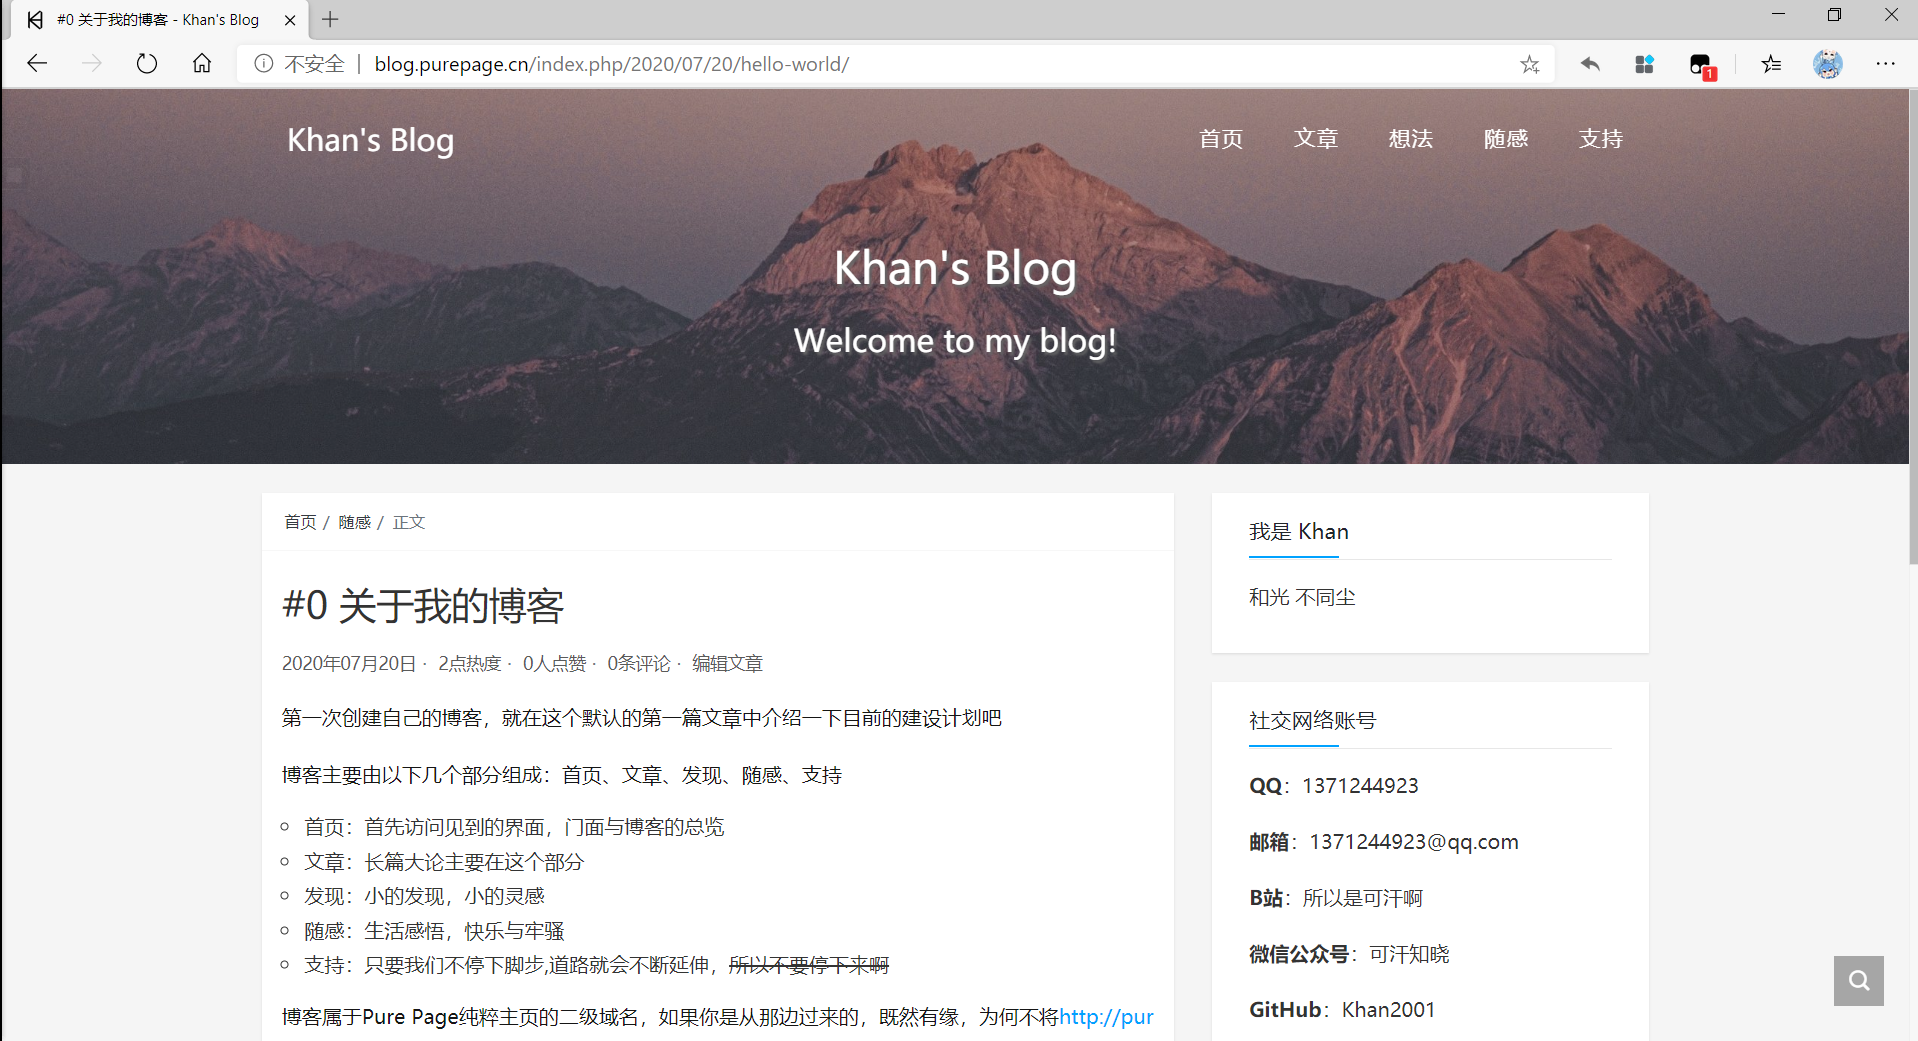 #0 关于我的博客 - Khan's Blog
不安全 | blog.purepage.cn/index.php/2020/07/20/hello-world/
1
Khan's Blog
首页 文章 想法 随感 支持
Khan's Blog
Welcome to my blog!
首页 / 随感 / 正文
#0 关于我的博客
2020年07月20日 · 2点热度 · 0人点赞 · 0条评论 · 编辑文章
第一次创建自己的博客，就在这个默认的第一篇文章中介绍一下目前的建设计划吧
博客主要由以下几个部分组成：首页、文章、发现、随感、支持
首页：首先访问见到的界面，门面与博客的总览
文章：长篇大论主要在这个部分
发现：小的发现，小的灵感
随感：生活感悟，快乐与牢骚
支持：只要我们不停下脚步,道路就会不断延伸，所以不要停下来啊
博客属于Pure Page纯粹主页的二级域名，如果你是从那边过来的，既然有缘，为何不将http://pur
我是 Khan
和光 不同尘
社交网络账号
QQ：1371244923
邮箱：1371244923@qq.com
B站：所以是可汗啊
微信公众号：可汗知晓
GitHub：Khan2001